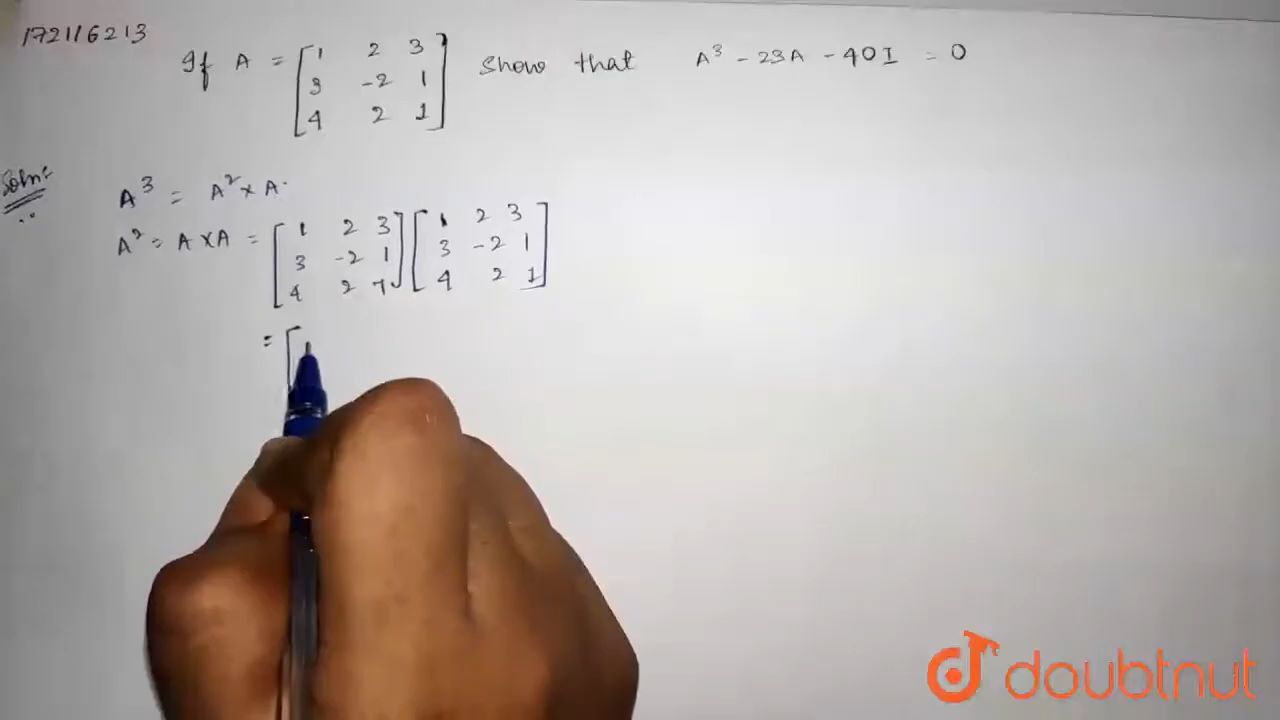 172116213
If A = [1 2 3 Show that A³ - 23A - 40I = 0
3 -2 1
4 2 1]
Soln:
A³ = A² × A.
A² = A × A = [1 2 3] [1 2 3]
3 -2 1 3 -2 1
4 2 1 4 2 1
= [
doubtnut